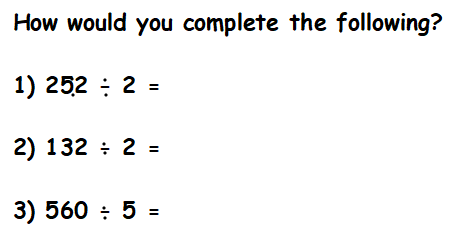 How would you complete the following?
1) 252 ÷ 2 =
2) 132 ÷ 2 =
3) 560 ÷ 5 =